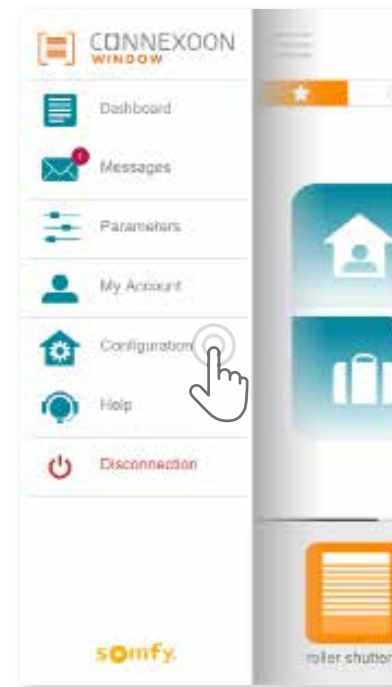 CONNEXOON
WINDOW
Dashboard
Messages
Parameters
My Account
Configuration
Help
Disconnection
somfy.
roller shutter